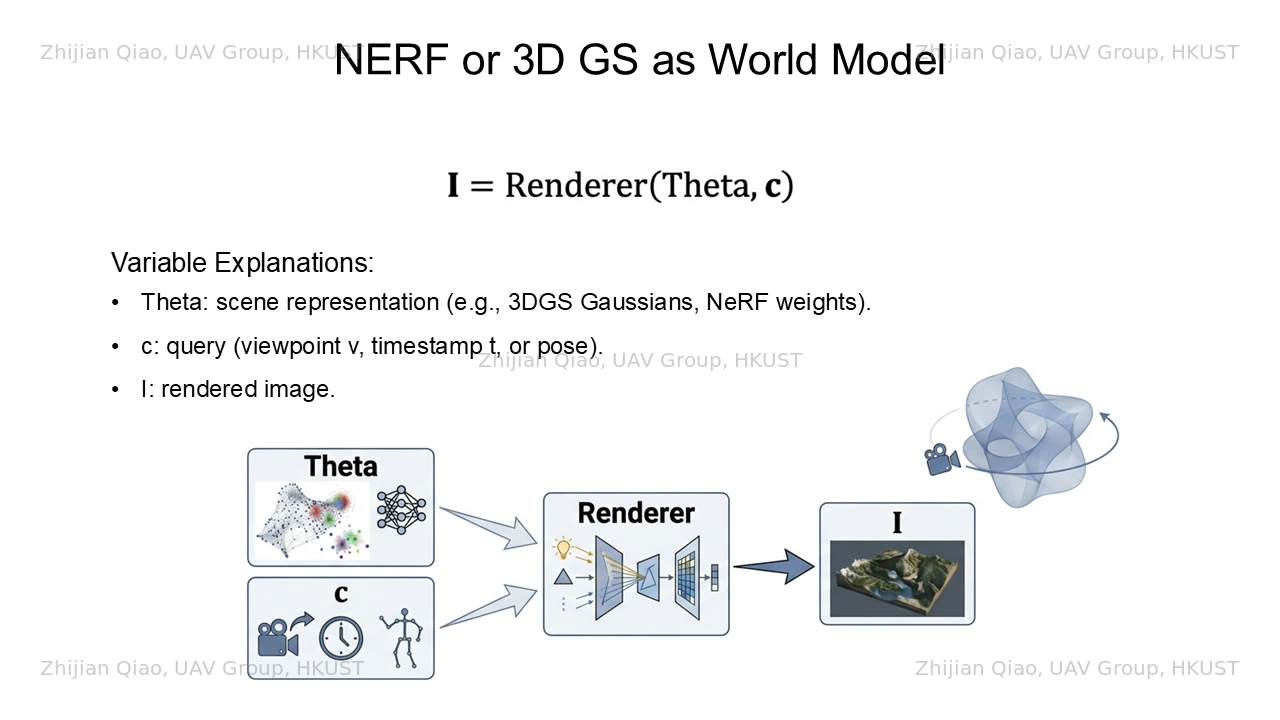 Zhijian Qiao, UAV Group, HKUST
Zhijian Qiao, UAV Group, HKUST
NERF or 3D GS as World Model
I = Renderer(Theta, c)
Variable Explanations:
• Theta: scene representation (e.g., 3DGS Gaussians, NeRF weights).
• c: query (viewpoint v, timestamp t, or pose).
Zhijian Qiao, UAV Group, HKUST
• I: rendered image.
Theta
Renderer
I
c
Zhijian Qiao, UAV Group, HKUST
Zhijian Qiao, UAV Group, HKUST